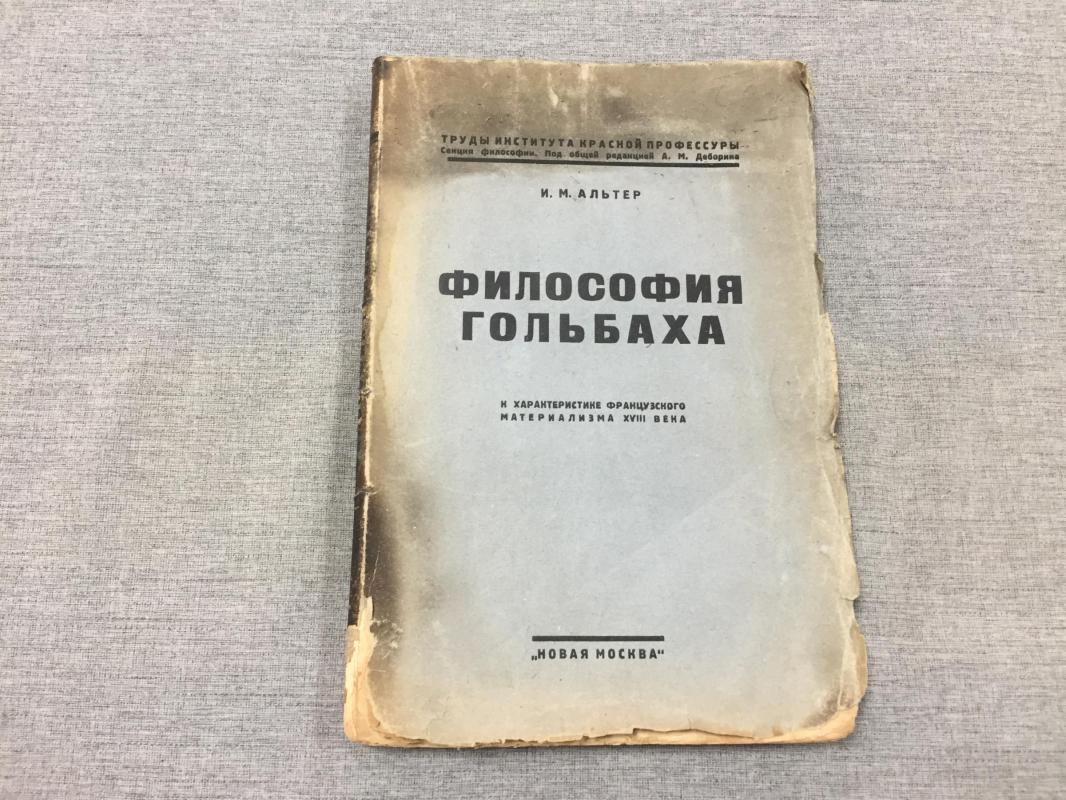 ТРУДЫ ИНСТИТУТА КРАСНОЙ ПРОФЕССУРЫ
Секция философии. Под общей редакцией А. М. Деборина
И. М. АЛЬТЕР
ФИЛОСОФИЯ
ГОЛЬБАХА
К ХАРАКТЕРИСТИКЕ ФРАНЦУЗСКОГО
МАТЕРИАЛИЗМА XVIII ВЕКА
„НОВАЯ МОСКВА“